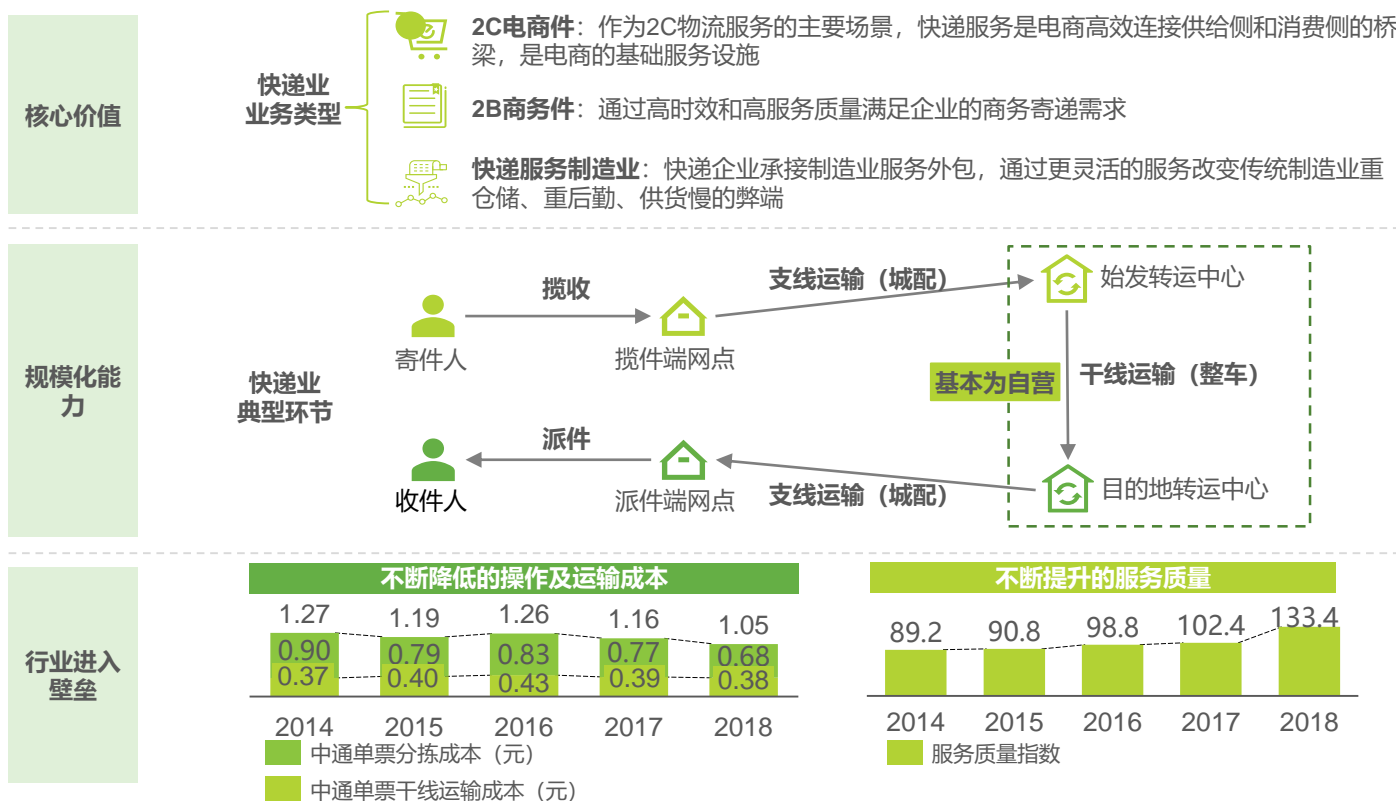 核心价值
快递业
业务类型
2C电商件：作为2C物流服务的主要场景，快递服务是电商高效连接供给侧和消费侧的桥
梁，是电商的基础服务设施
2B商务件：通过高时效和高服务质量满足企业的商务寄递需求
快递服务制造业：快递企业承接制造业服务外包，通过更灵活的服务改变传统制造业重
仓储、重后勤、供货慢的弊端
规模化能
力
快递业
典型环节
寄件人
揽收
揽件端网点
支线运输（城配）
始发转运中心
基本为自营
干线运输（整车）
收件人
派件
派件端网点
支线运输（城配）
目的地转运中心
行业进入
壁垒
不断降低的操作及运输成本
1.27 1.19 1.26 1.16 1.05
0.90 0.79 0.83 0.77 0.68
0.37 0.40 0.43 0.39 0.38
2014 2015 2016 2017 2018
中通单票分拣成本（元）
中通单票干线运输成本（元）
不断提升的服务质量
89.2 90.8 98.8 102.4 133.4
2014 2015 2016 2017 2018
服务质量指数